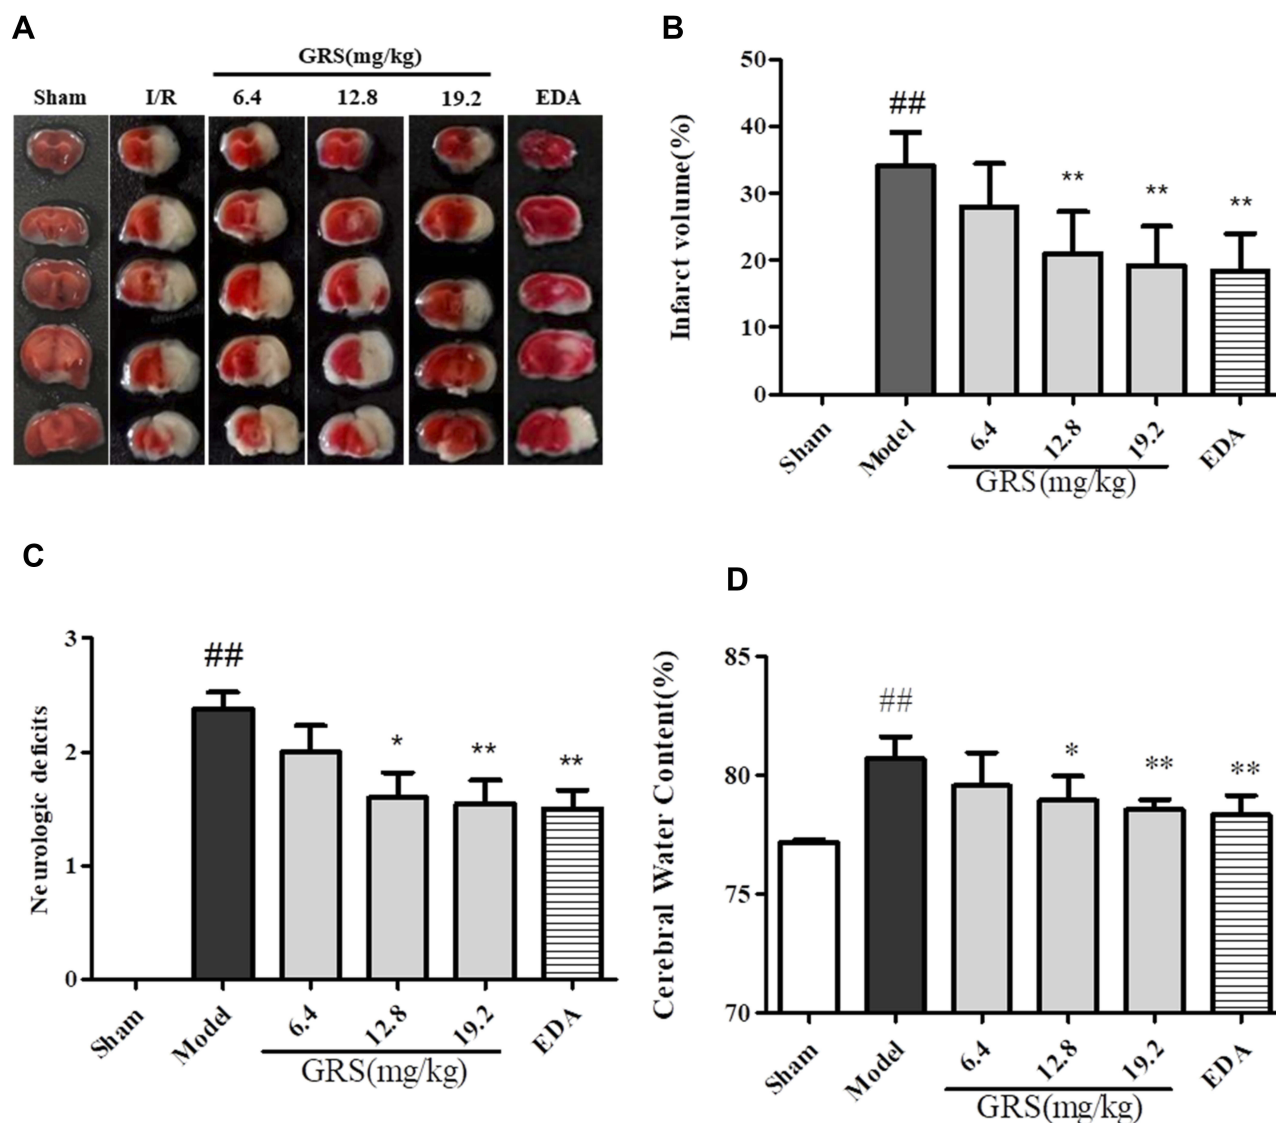 A
GRS(mg/kg)
Sham I/R 6.4 12.8 19.2 EDA
B
50
40
30
20
10
0
Infarct volume(%)
##
**
**
**
Sham Model 6.4 12.8 19.2 EDA
GRS(mg/kg)
C
3
2
1
0
Neurologic deficits
##
*
**
**
Sham Model 6.4 12.8 19.2 EDA
GRS(mg/kg)
D
85
80
75
70
Cerebral Water Content(%)
##
*
**
**
Sham Model 6.4 12.8 19.2 EDA
GRS(mg/kg)